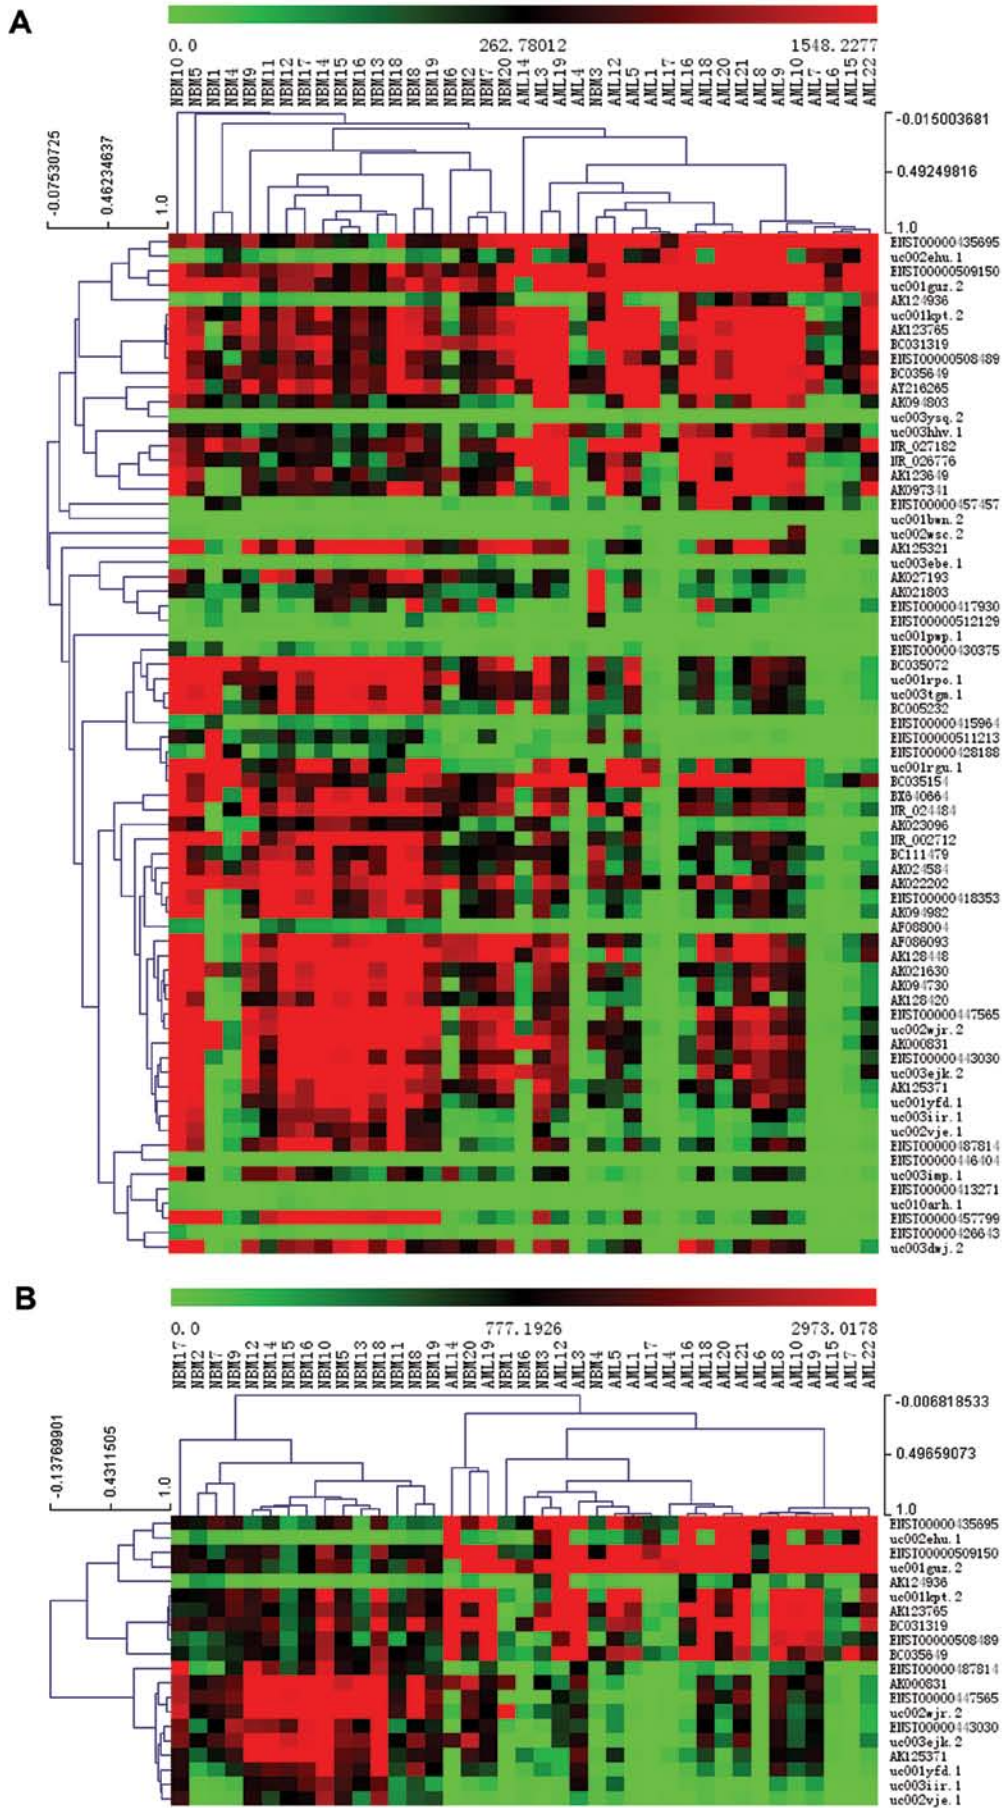 A
0.0 262.78012 1548.2277
NBM10 NBM5 NBM1 NBM4 NBM9 NBM11 NBM12 NBM17 NBM14 NBM15 NBM16 NBM13 NBM18 NBM8 NBM19 NBM6 NBM2 NBM7 NBM20 AML14 AML3 AML19 AML4 NBM3 AML12 AML5 AML1 AML17 AML16 AML18 AML20 AML21 AML8 AML9 AML10 AML7 AML6 AML15 AML22
-0.07530725 0.46234637 1.0
-0.015003681
0.49249816
1.0
ENST00000435695
uc002ehu.1
ENST00000509150
uc001guz.2
AK124936
uc001kpt.2
AK123765
BC031319
ENST00000508489
BC035649
AY216265
AK094803
uc003ysq.2
uc003hhv.1
NR_027182
NR_026776
AK123649
AK097341
ENST00000457457
uc001bwn.2
uc002wsc.2
AK125321
uc003ebe.1
AK027193
AK021803
ENST00000417930
ENST00000512129
uc001pwp.1
ENST00000430375
BC035072
uc001rpo.1
uc003tgm.1
BC005232
ENST00000415964
ENST00000511213
ENST00000428188
uc001rgu.1
BC035154
BX640664
NR_024484
AK023096
NR_002712
BC111479
AK024584
AK022202
ENST00000418353
AK094982
AF088004
AF086093
AK128448
AK021630
AK094730
AK128420
ENST00000447565
uc002wjr.2
AK000831
ENST00000443030
uc003ejk.2
AK125371
uc001yfd.1
uc003iir.1
uc002vje.1
ENST00000487814
ENST00000446404
uc003imp.1
ENST00000413271
uc010arh.1
ENST00000457799
ENST00000426643
uc003dwj.2
B
0.0 777.1926 2973.0178
NBM17 NBM2 NBM7 NBM9 NBM12 NBM14 NBM15 NBM16 NBM10 NBM5 NBM13 NBM18 NBM11 NBM8 NBM19 AML14 NBM20 AML19 NBM1 NBM6 NBM3 AML12 AML3 NBM4 AML5 AML1 AML17 AML4 AML16 AML18 AML20 AML21 AML6 AML8 AML10 AML9 AML15 AML7 AML22
-0.13769901 0.4311505 1.0
-0.006818533
0.49659073
1.0
ENST00000435695
uc002ehu.1
ENST00000509150
uc001guz.2
AK124936
uc001kpt.2
AK123765
BC031319
ENST00000508489
BC035649
ENST00000487814
AK000831
ENST00000447565
uc002wjr.2
ENST00000443030
uc003ejk.2
AK125371
uc001yfd.1
uc003iir.1
uc002vje.1